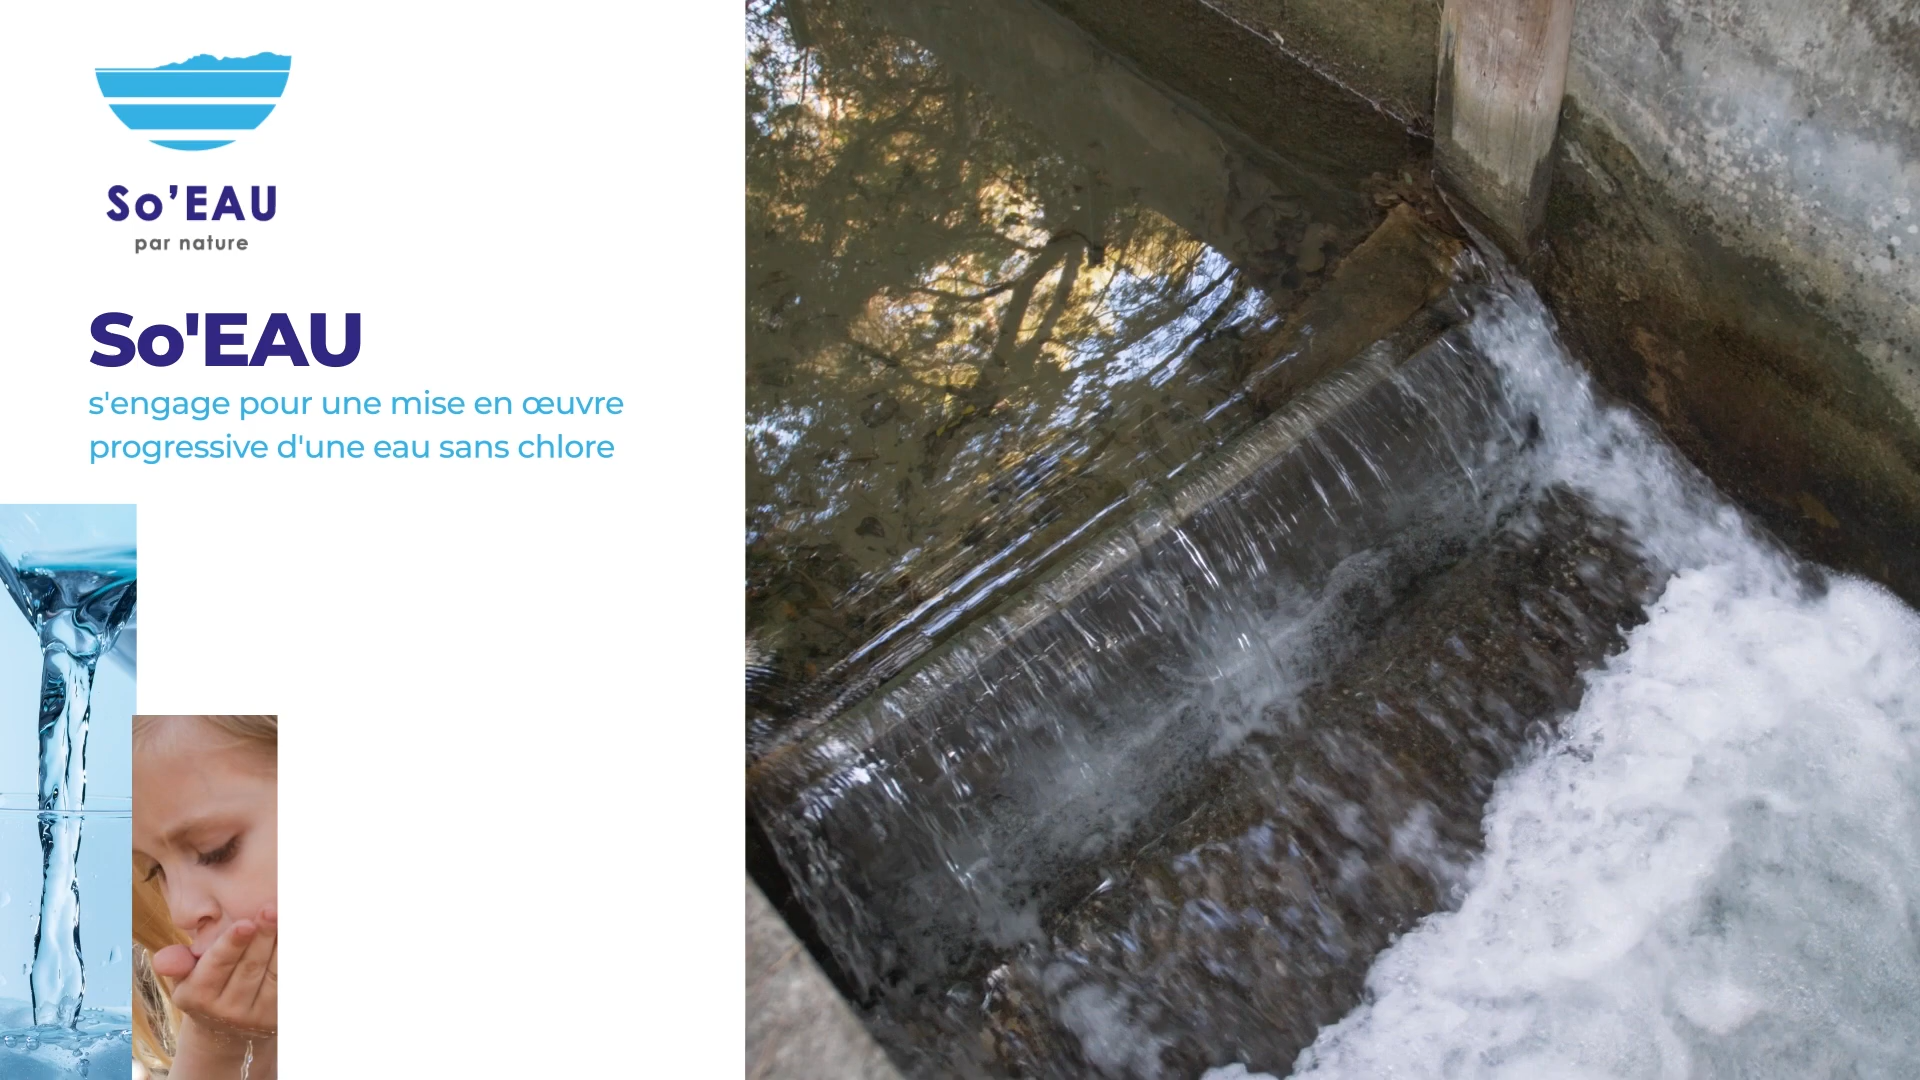 So’EAU
par nature
So'EAU
s'engage pour une mise en œuvre
progressive d'une eau sans chlore